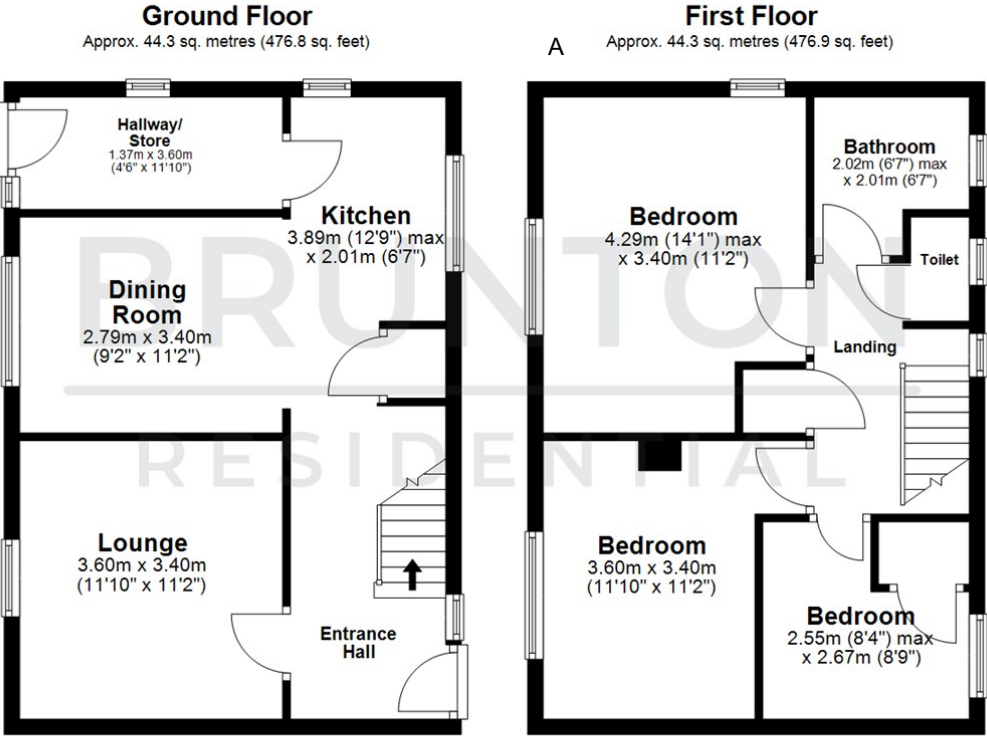 Ground Floor
Approx. 44.3 sq. metres (476.8 sq. feet)
Hallway/
Store
1.37m x 3.60m
(4'6" x 11'10")
Kitchen
3.89m (12'9") max
x 2.01m (6'7")
Dining
Room
2.79m x 3.40m
(9'2" x 11'2")
Lounge
3.60m x 3.40m
(11'10" x 11'2")
Entrance
Hall
A
First Floor
Approx. 44.3 sq. metres (476.9 sq. feet)
Bathroom
2.02m (6'7") max
x 2.01m (6'7")
Bedroom
4.29m (14'1") max
x 3.40m (11'2")
Toilet
Landing
Bedroom
3.60m x 3.40m
(11'10" x 11'2")
Bedroom
2.55m (8'4") max
x 2.67m (8'9")
BRUNTON
RESIDENTIAL